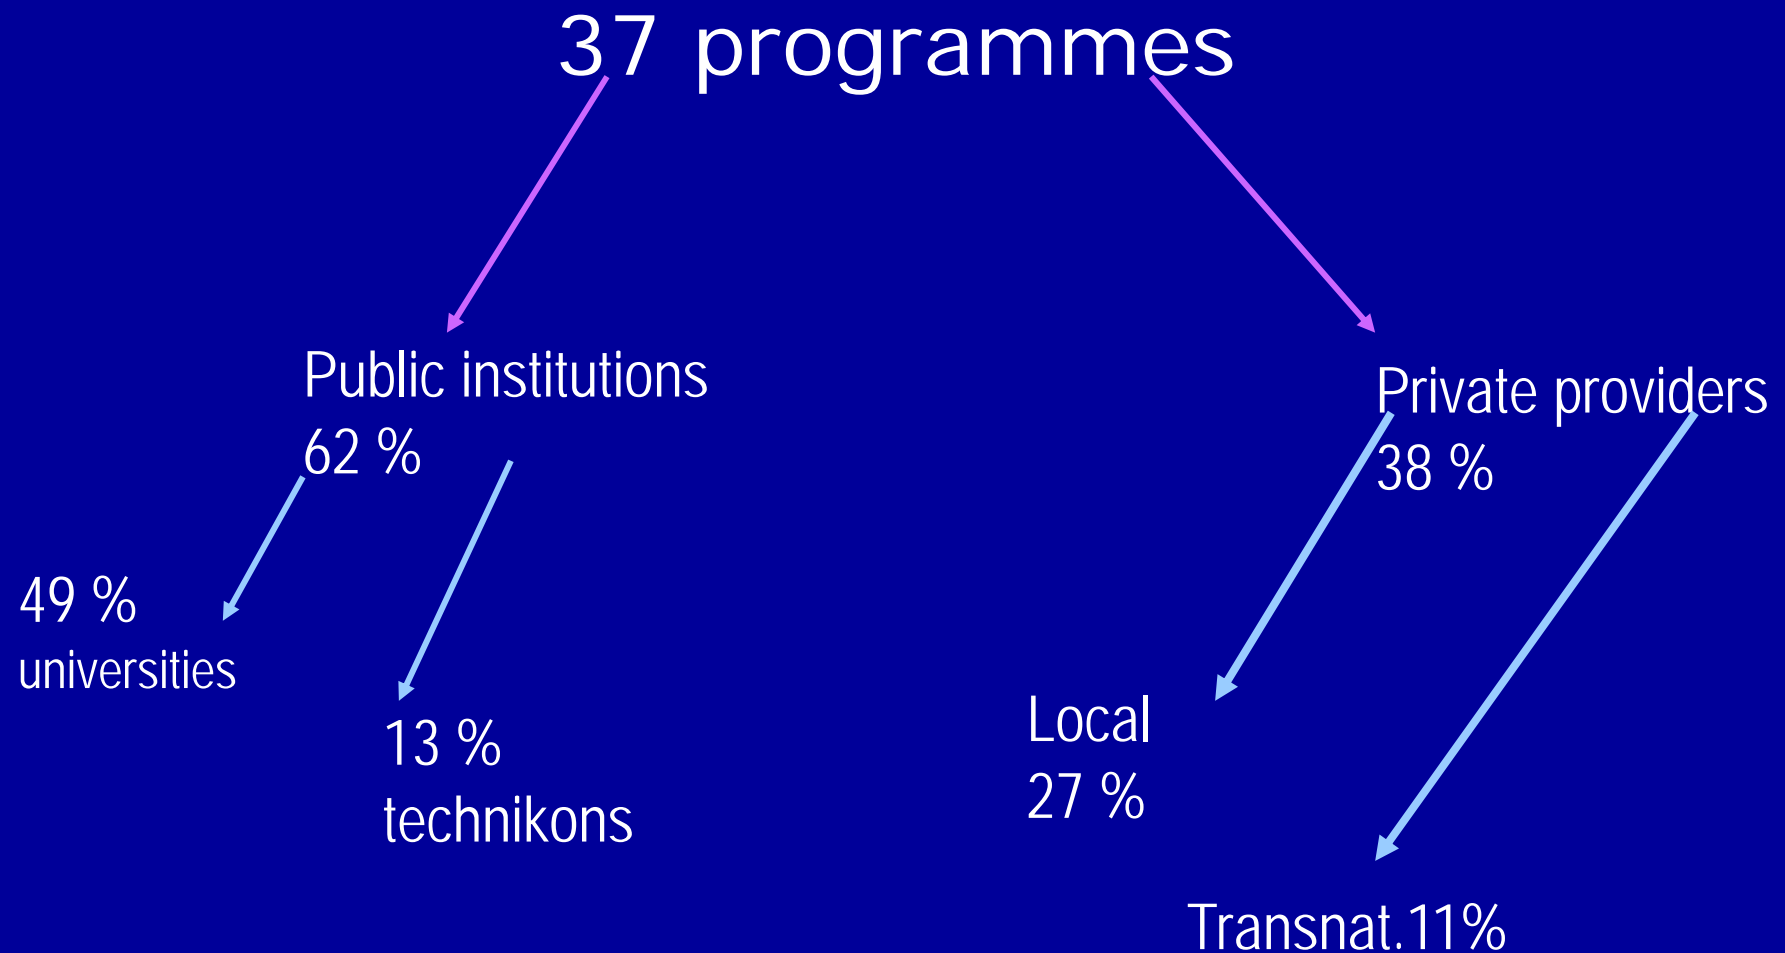 37 programmes
Public institutions
62 %
Private providers
38 %
49 %
universities
13 %
technikons
Local
27 %
Transnat.11%